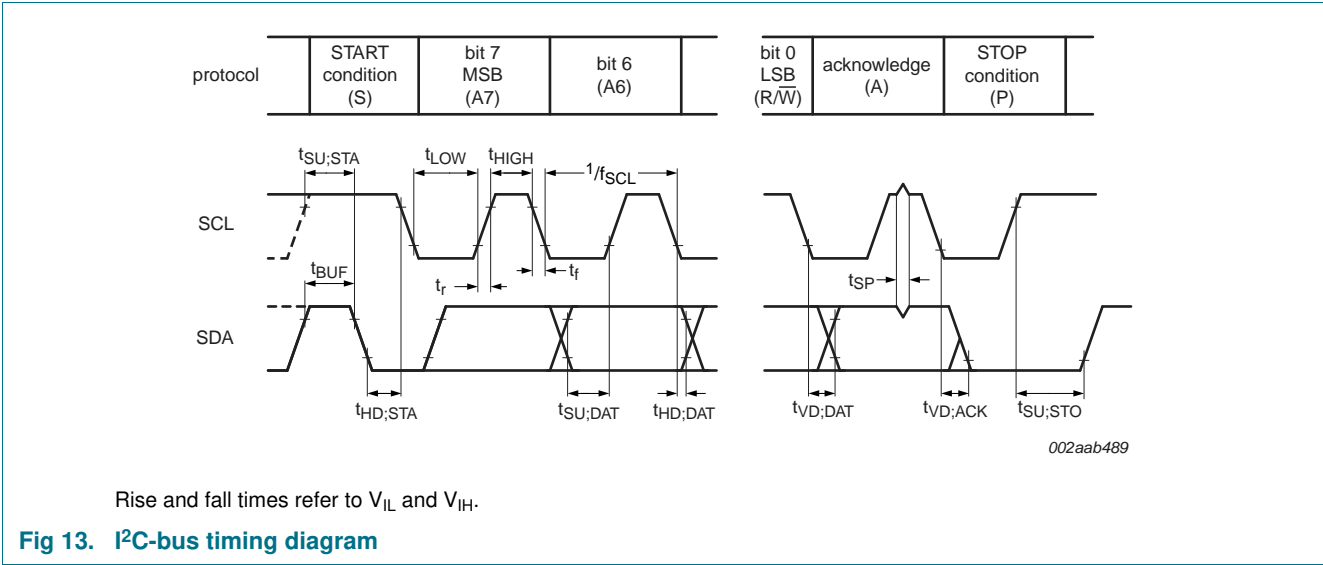 protocol
START condition (S)
bit 7 MSB (A7)
bit 6 (A6)
bit 0 LSB (R/W̅)
acknowledge (A)
STOP condition (P)
tSU;STA
tLOW
tHIGH
1/fSCL
SCL
tBUF
tr
tf
tSP
SDA
tHD;STA
tSU;DAT
tHD;DAT
tVD;DAT
tVD;ACK
tSU;STO
002aab489
Rise and fall times refer to VIL and VIH.
Fig 13. I²C-bus timing diagram